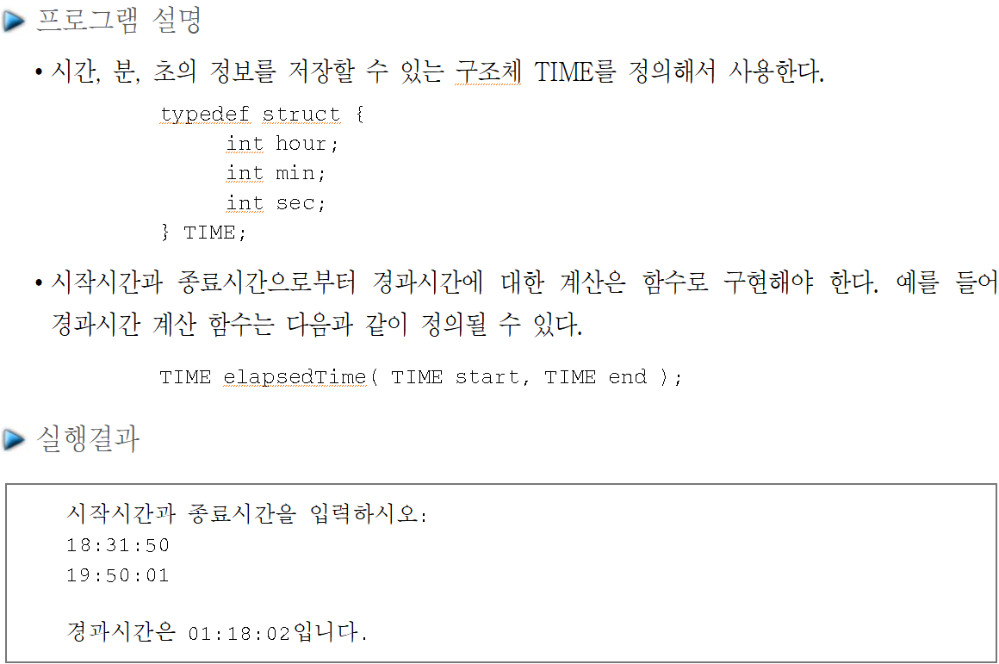 프로그램 설명
• 시간, 분, 초의 정보를 저장할 수 있는 구조체 TIME를 정의해서 사용한다.
typedef struct {
int hour;
int min;
int sec;
} TIME;
• 시작시간과 종료시간으로부터 경과시간에 대한 계산은 함수로 구현해야 한다. 예를 들어
경과시간 계산 함수는 다음과 같이 정의될 수 있다.
TIME elapsedTime( TIME start, TIME end );
실행결과
시작시간과 종료시간을 입력하시오:
18:31:50
19:50:01
경과시간은 01:18:02입니다.